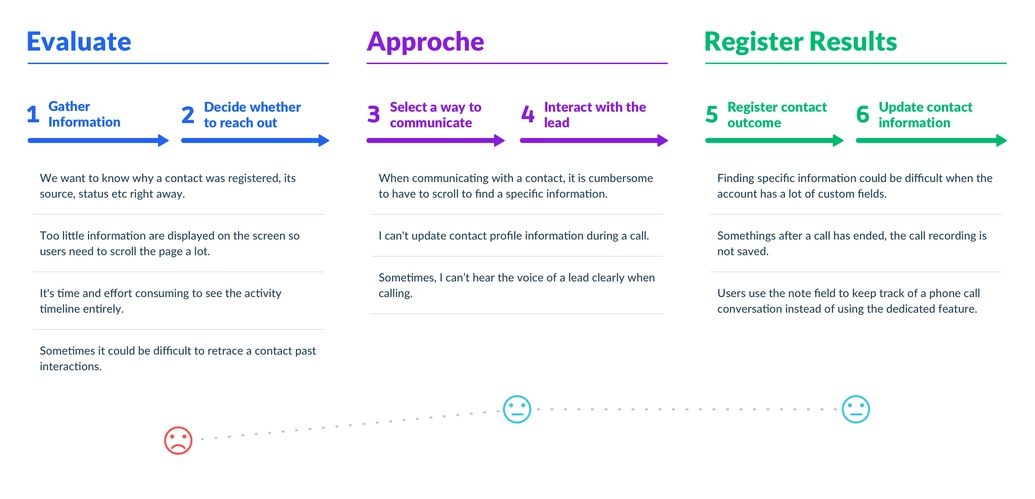 Evaluate
1 Gather
Information
2 Decide whether
to reach out
We want to know why a contact was registered, its
source, status etc right away.
Too little information are displayed on the screen so
users need to scroll the page a lot.
It's time and effort consuming to see the activity
timeline entirely.
Sometimes it could be difficult to retrace a contact past
interactions.
Approche
3 Select a way to
communicate
4 Interact with the
lead
When communicating with a contact, it is cumbersome
to have to scroll to find a specific information.
I can't update contact profile information during a call.
Sometimes, I can't hear the voice of a lead clearly when
calling.
Register Results
5 Register contact
outcome
6 Update contact
information
Finding specific information could be difficult when the
account has a lot of custom fields.
Somethings after a call has ended, the call recording is
not saved.
Users use the note field to keep track of a phone call
conversation instead of using the dedicated feature.